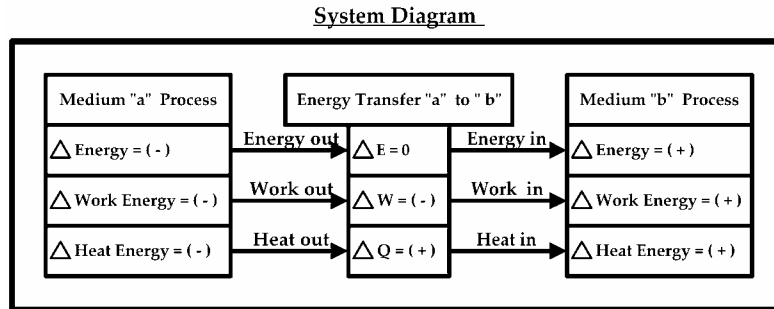 System Diagram
Medium "a" Process
Energy Transfer "a" to " b"
Medium "b" Process
△ Energy = ( - )
Energy out
△ E = 0
Energy in
△ Energy = ( + )
△ Work Energy = ( - )
Work out
△ W = ( - )
Work in
△ Work Energy = ( + )
△ Heat Energy = ( - )
Heat out
△ Q = ( + )
Heat in
△ Heat Energy = ( + )